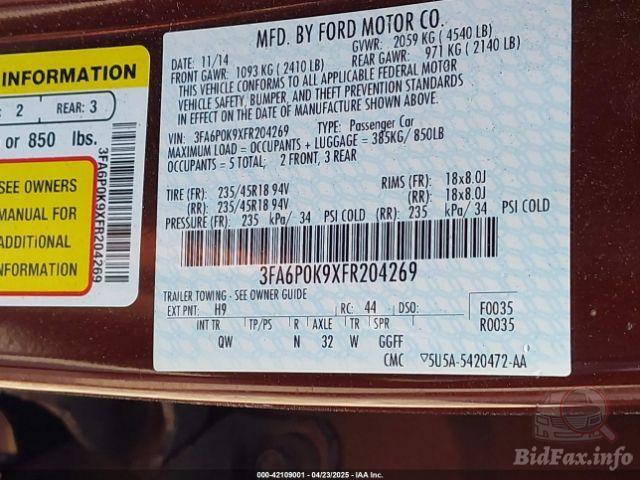 INFORMATION
: 2 REAR: 3
or 850 lbs.
SEE OWNERS
MANUAL FOR
ADDITIONAL
INFORMATION
3FA6P0K9XFR204269
MFD. BY FORD MOTOR CO.
DATE: 11/14 GVWR: 2059 KG ( 4540 LB)
FRONT GAWR: 1093 KG ( 2410 LB) REAR GAWR: 971 KG ( 2140 LB)
THIS VEHICLE CONFORMS TO ALL APPLICABLE FEDERAL MOTOR
VEHICLE SAFETY, BUMPER, AND THEFT PREVENTION STANDARDS
IN EFFECT ON THE DATE OF MANUFACTURE SHOWN ABOVE.
VIN: 3FA6P0K9XFR204269 TYPE: Passenger Car
MAXIMUM LOAD = OCCUPANTS + LUGGAGE = 385KG/ 850LB
OCCUPANTS = 5 TOTAL; 2 FRONT, 3 REAR
TIRE (FR): 235/45R18 94V RIMS (FR): 18x8.0J
(RR): 235/45R18 94V (RR): 18x8.0J
PRESSURE (FR): 235 kPa/ 34 PSI COLD (RR): 235 kPa/ 34 PSI COLD
3FA6P0K9XFR204269
TRAILER TOWING - SEE OWNER GUIDE
EXT PNT: H9 RC: 44 DSO: F0035
R0035
INT TR TP/PS R AXLE TR SPR
QW N 32 W GGFF
CMC 5U5A-5420472-AA
000-42109001 - 04/23/2025 - IAA Inc.
BidFax.info